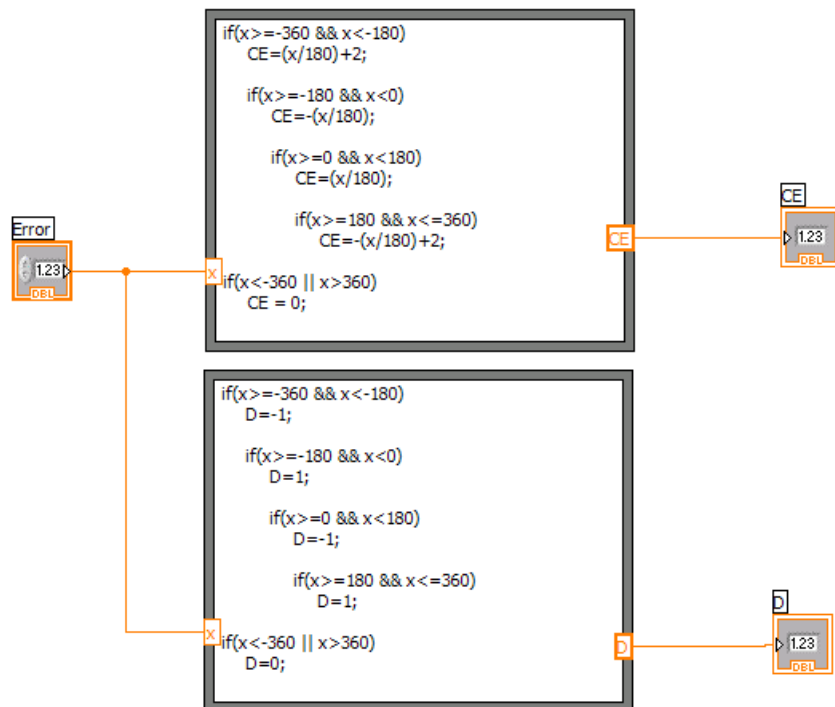 if(x>=-360 && x<-180)
CE=(x/180)+2;
if(x>=-180 && x<0)
CE=-(x/180);
if(x>=0 && x<180)
CE=(x/180);
if(x>=180 && x<=360)
CE=-(x/180)+2;
if(x<-360 || x>360)
CE = 0;
Error
1.23
DBL
x
CE
CE
1.23
DBL
if(x>=-360 && x<-180)
D=-1;
if(x>=-180 && x<0)
D=1;
if(x>=0 && x<180)
D=-1;
if(x>=180 && x<=360)
D=1;
if(x<-360 || x>360)
D=0;
x
D
D
1.23
DBL